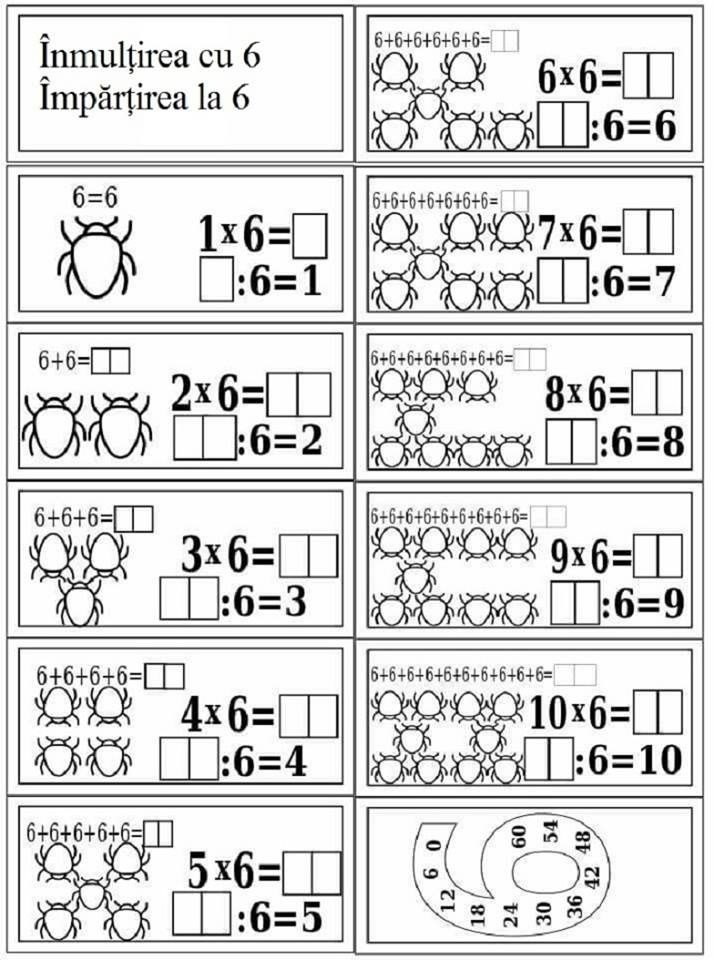 Înmulțirea cu 6
Împărțirea la 6
6=6
1x6=
:6=1
6+6=
2x6=
:6=2
6+6+6=
3x6=
:6=3
6+6+6+6=
4x6=
:6=4
6+6+6+6+6=
5x6=
:6=5
6+6+6+6+6+6=
6x6=
:6=6
6+6+6+6+6+6+6=
7x6=
:6=7
6+6+6+6+6+6+6+6=
8x6=
:6=8
6+6+6+6+6+6+6+6+6=
9x6=
:6=9
6+6+6+6+6+6+6+6+6+6=
10x6=
:6=10
0
6
12
18
24
30
36
42
48
54
60